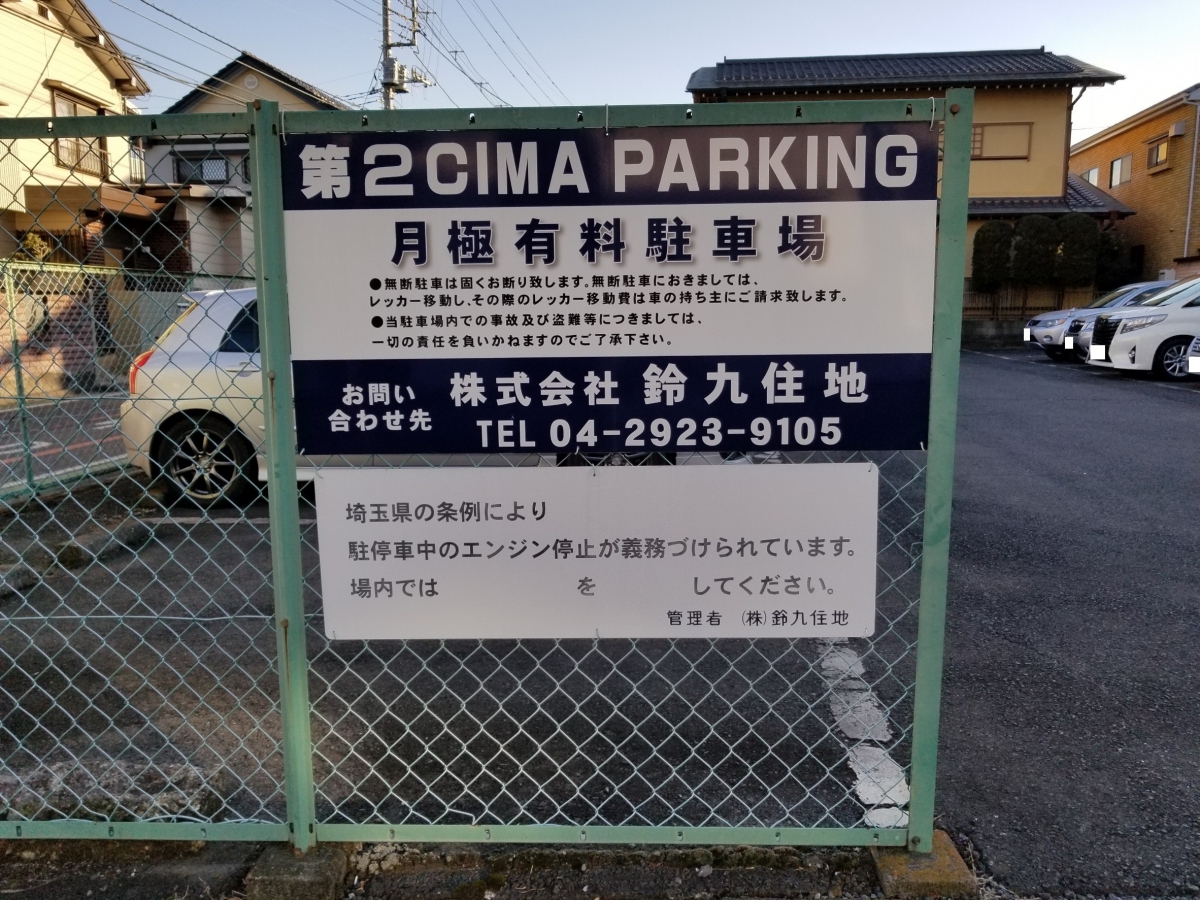 第2CIMA PARKING
月極有料駐車場
●無断駐車は固くお断り致します。無断駐車におきましては、
レッカー移動し、その際のレッカー移動費は車の持ち主にご請求致します。
●当駐車場内での事故及び盗難等につきましては、
一切の責任を負いかねますのでご了承下さい。
お問い
合わせ先
株式会社 鈴九住地
TEL 04-2923-9105
埼玉県の条例により
駐停車中のエンジン停止が義務づけられています。
場内では を してください。
管理者 (株)鈴九住地